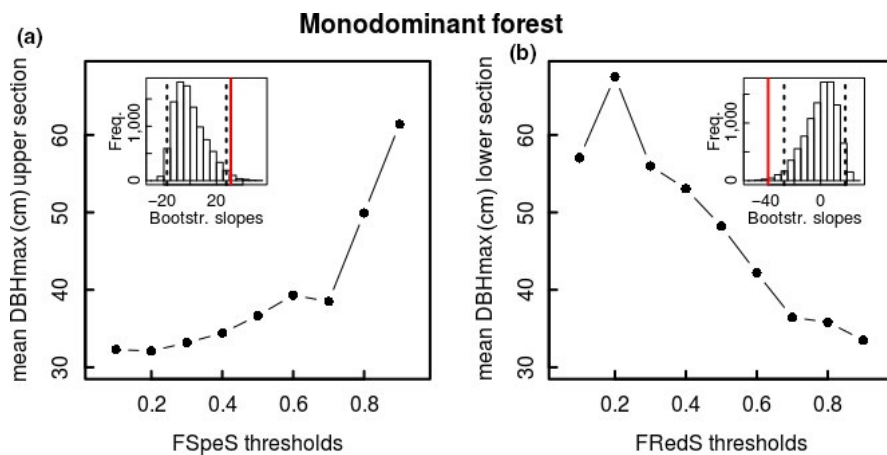 Monodominant forest
(a)
mean DBHmax (cm) upper section
60
50
40
30
0.2 0.4 0.6 0.8
FSpeS thresholds
Freq.
1,000
0
−20 20
Bootstr. slopes
(b)
mean DBHmax (cm) lower section
60
50
40
30
0.2 0.4 0.6 0.8
FRedS thresholds
Freq.
1,000
0
−40 0
Bootstr. slopes